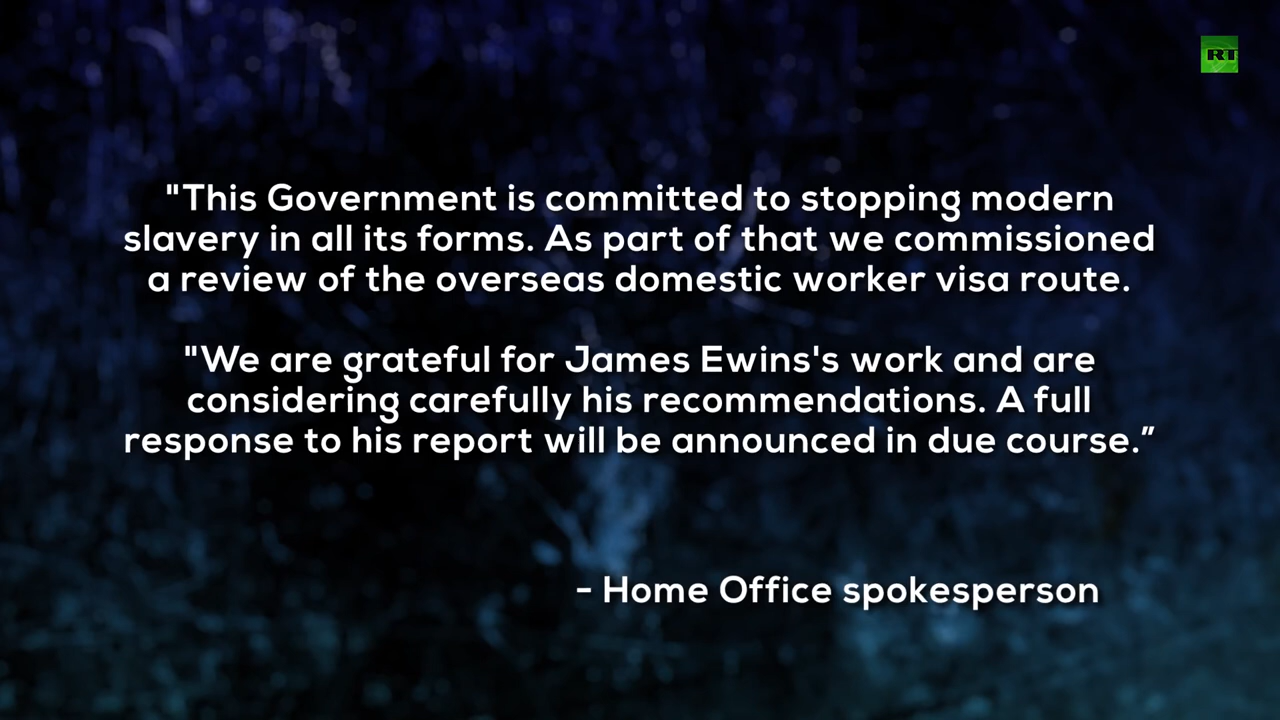 RT
"This Government is committed to stopping modern
slavery in all its forms. As part of that we commissioned
a review of the overseas domestic worker visa route.
"We are grateful for James Ewins's work and are
considering carefully his recommendations. A full
response to his report will be announced in due course.”
- Home Office spokesperson